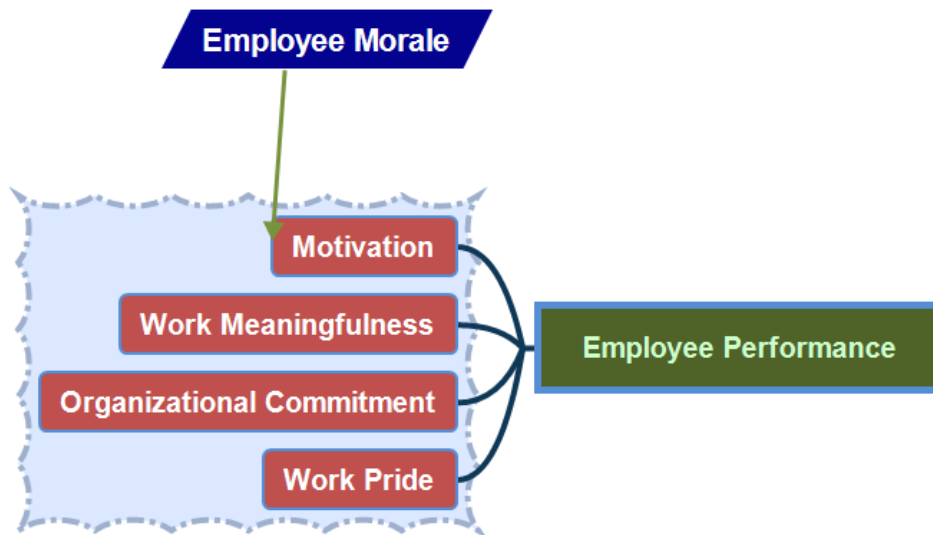 Employee Morale
Motivation
Work Meaningfulness
Employee Performance
Organizational Commitment
Work Pride